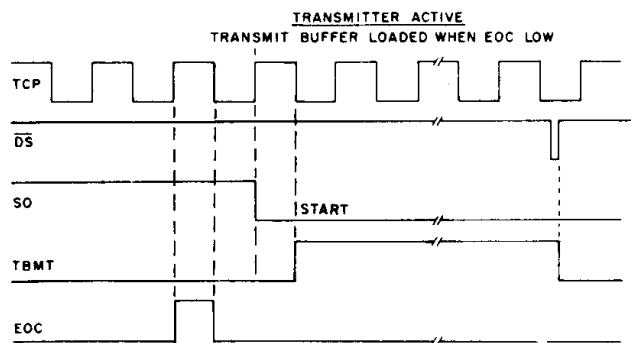 TRANSMITTER ACTIVE
TRANSMIT BUFFER LOADED WHEN EOC LOW
TCP
DS
SO
START
TBMT
EOC